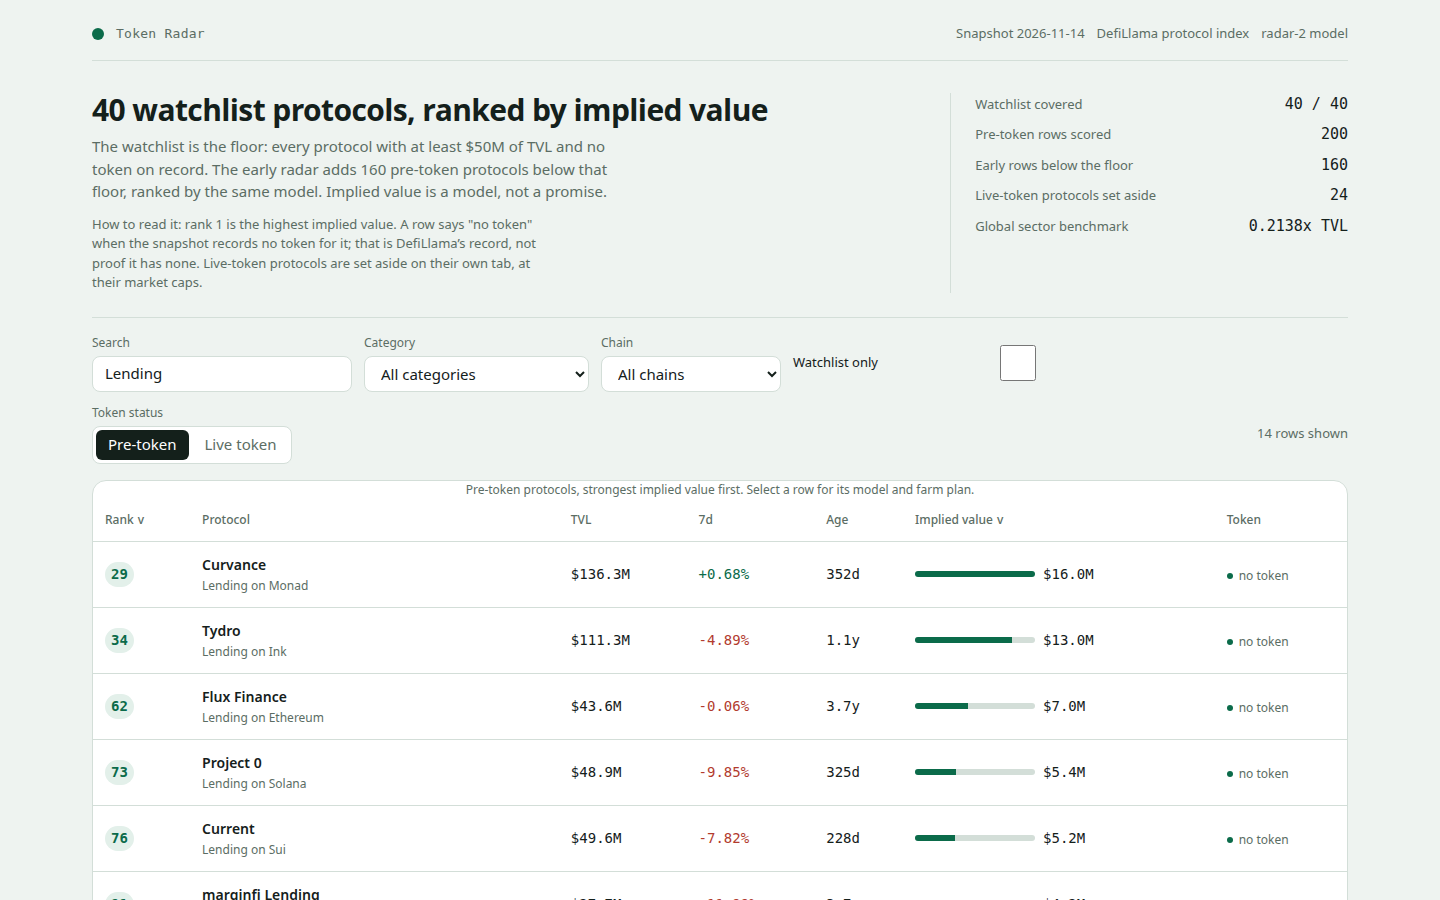 Token Radar
Snapshot 2026-11-14 DefiLlama protocol index radar-2 model
40 watchlist protocols, ranked by implied value
The watchlist is the floor: every protocol with at least $50M of TVL and no
token on record. The early radar adds 160 pre-token protocols below that
floor, ranked by the same model. Implied value is a model, not a promise.
How to read it: rank 1 is the highest implied value. A row says "no token"
when the snapshot records no token for it; that is DefiLlama's record, not
proof it has none. Live-token protocols are set aside on their own tab, at
their market caps.
Watchlist covered 40 / 40
Pre-token rows scored 200
Early rows below the floor 160
Live-token protocols set aside 24
Global sector benchmark 0.2138x TVL
Search Category Chain
Lending All categories All chains Watchlist only
Token status
Pre-token Live token
14 rows shown
Pre-token protocols, strongest implied value first. Select a row for its model and farm plan.
Rank v Protocol TVL 7d Age Implied value v Token
29 Curvance $136.3M +0.68% 352d $16.0M no token
Lending on Monad
34 Tydro $111.3M -4.89% 1.1y $13.0M no token
Lending on Ink
62 Flux Finance $43.6M -0.06% 3.7y $7.0M no token
Lending on Ethereum
73 Project 0 $48.9M -9.85% 325d $5.4M no token
Lending on Solana
76 Current $49.6M -7.82% 228d $5.2M no token
Lending on Sui
marginfi Lending